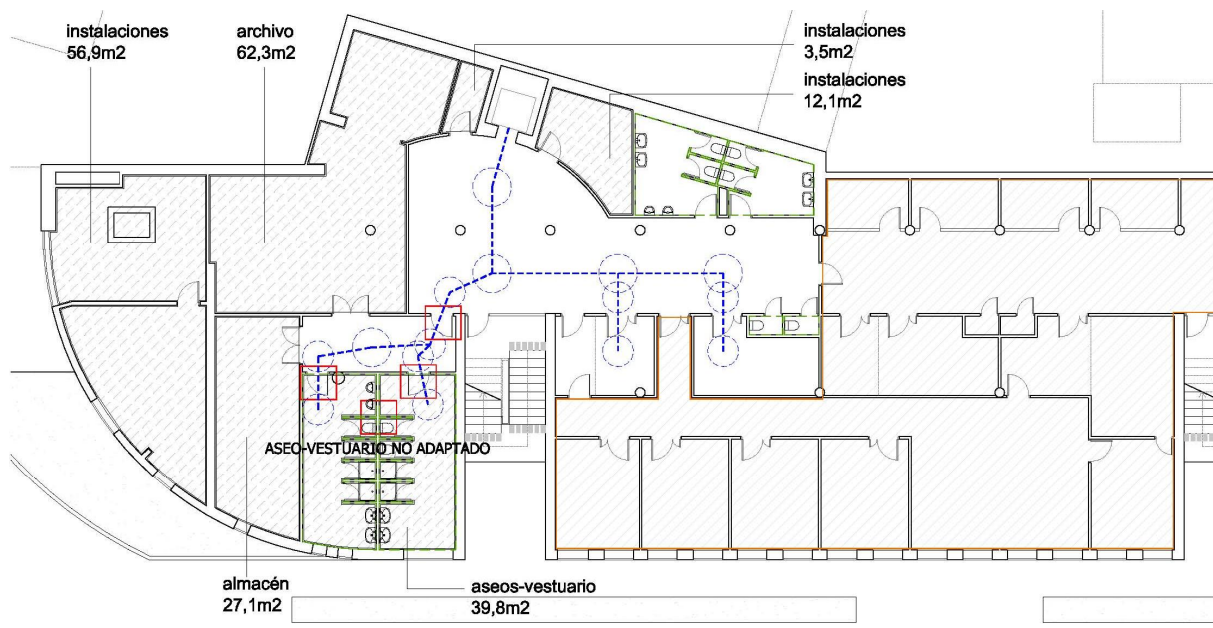 instalaciones
56,9m2
archivo
62,3m2
instalaciones
3,5m2
instalaciones
12,1m2
ASEO-VESTUARIO NO ADAPTADO
almacén
27,1m2
aseos-vestuario
39,8m2